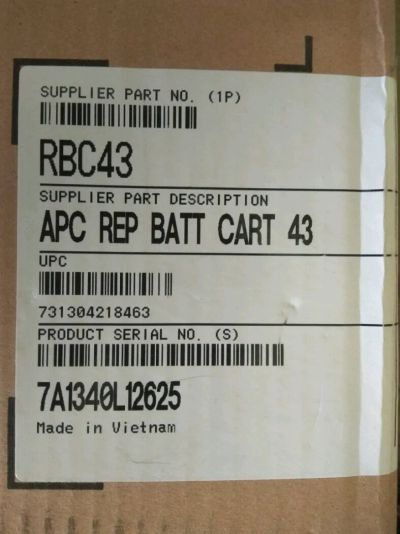 SUPPLIER PART NO. (1P)
RBC43
SUPPLIER PART DESCRIPTION
APC REP BATT CART 43
UPC
731304218463
PRODUCT SERIAL NO. (S)
7A1340L12625
Made in Vietnam